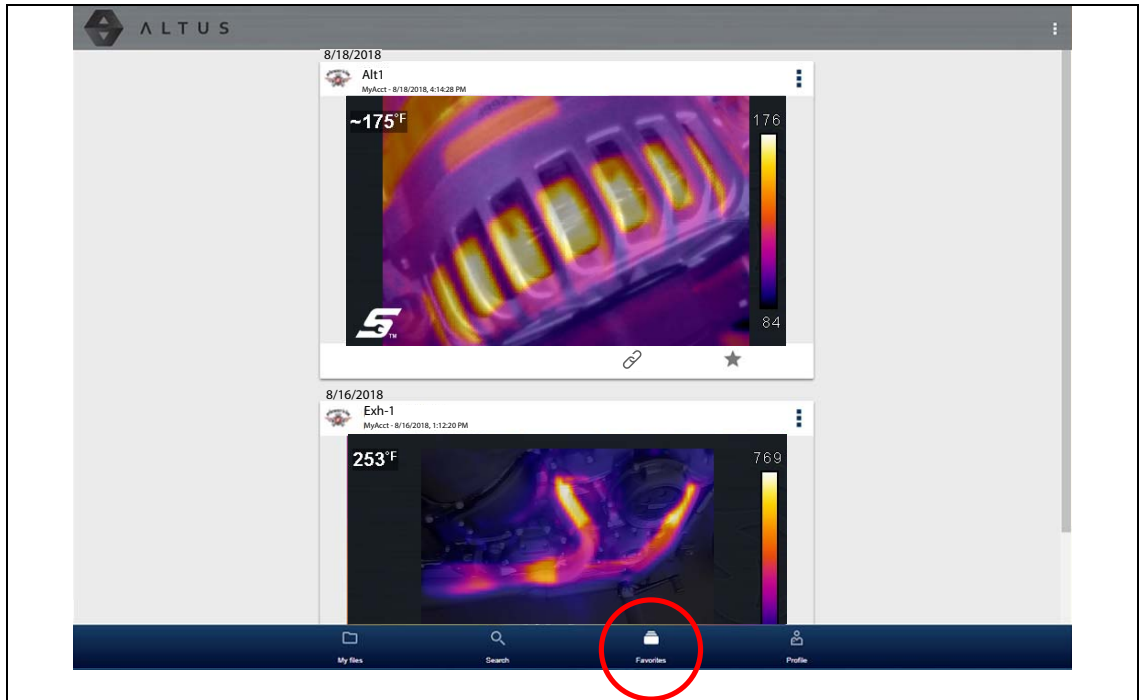 ALTUS
8/18/2018
Alt1
MyAcct - 8/18/2018, 4:14:28 PM
~175°F
176
84
TM
8/16/2018
Exh-1
MyAcct - 8/16/2018, 1:12:20 PM
253°F
769
My files
Search
Favorites
Profile